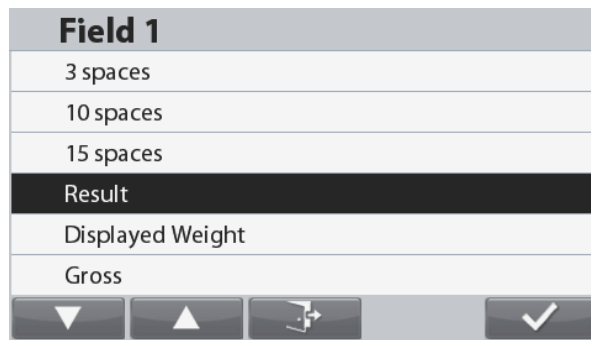 Field 1
3 spaces
10 spaces
15 spaces
Result
Displayed Weight
Gross